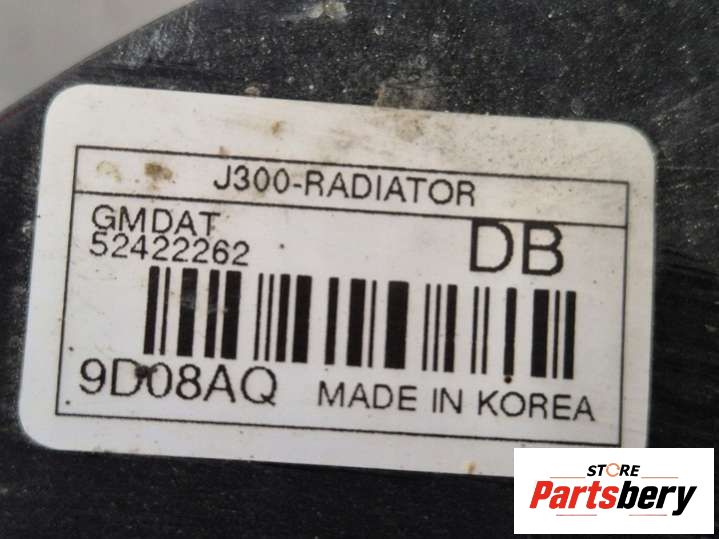 J300-RADIATOR
GMDAT
52422262
DB
9D08AQ MADE IN KOREA
STORE
Partsbery